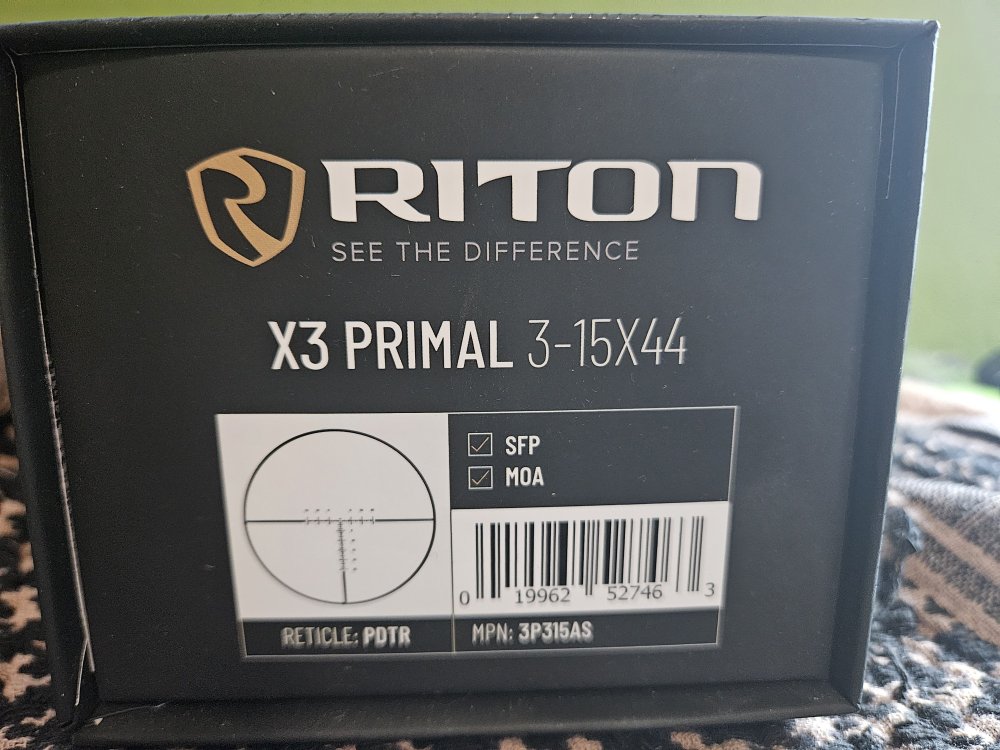 RITON
SEE THE DIFFERENCE
X3 PRIMAL 3-15X44
SFP
MOA
0 19962 52746 3
RETICLE: PDTR
MPN: 3P315AS